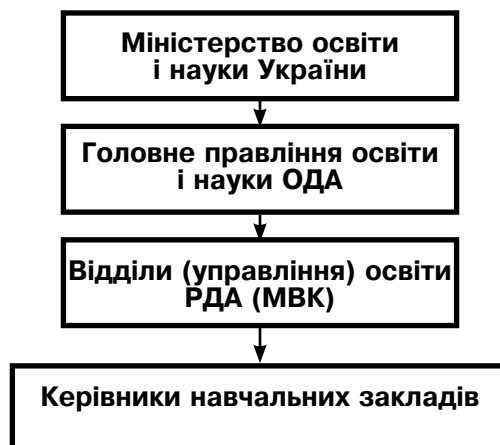 Міністерство освіти
і науки України
Головне правління освіти
і науки ОДА
Відділи (управління) освіти
РДА (МВК)
Керівники навчальних закладів